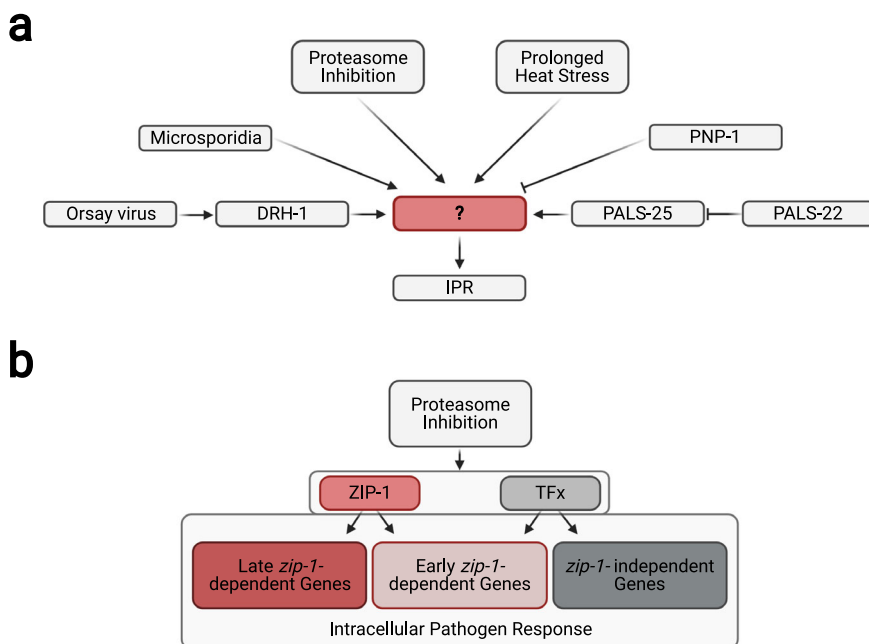 a
Proteasome
Inhibition
Prolonged
Heat Stress
Microsporidia
PNP-1
Orsay virus
DRH-1
?
PALS-25
PALS-22
IPR
b
Proteasome
Inhibition
ZIP-1
TFx
Late zip-1-
dependent Genes
Early zip-1-
dependent Genes
zip-1- independent
Genes
Intracellular Pathogen Response